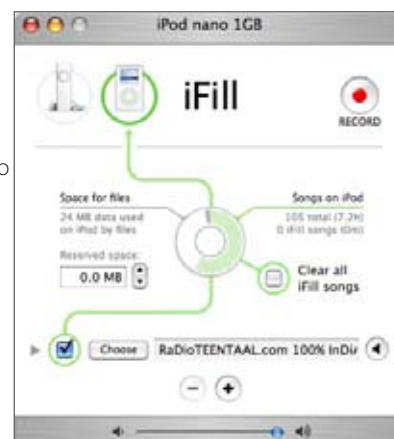 iPod nano 1GB
iFill
RECORD
Space for files
24 MB data used
on iPod by files
Reserved space:
0.0 MB
Songs on iPod
105 total (7.2h)
0 iFill songs (0m)
Clear all
iFill songs
Choose
RaDioTEENTAAL.com 100% InDi